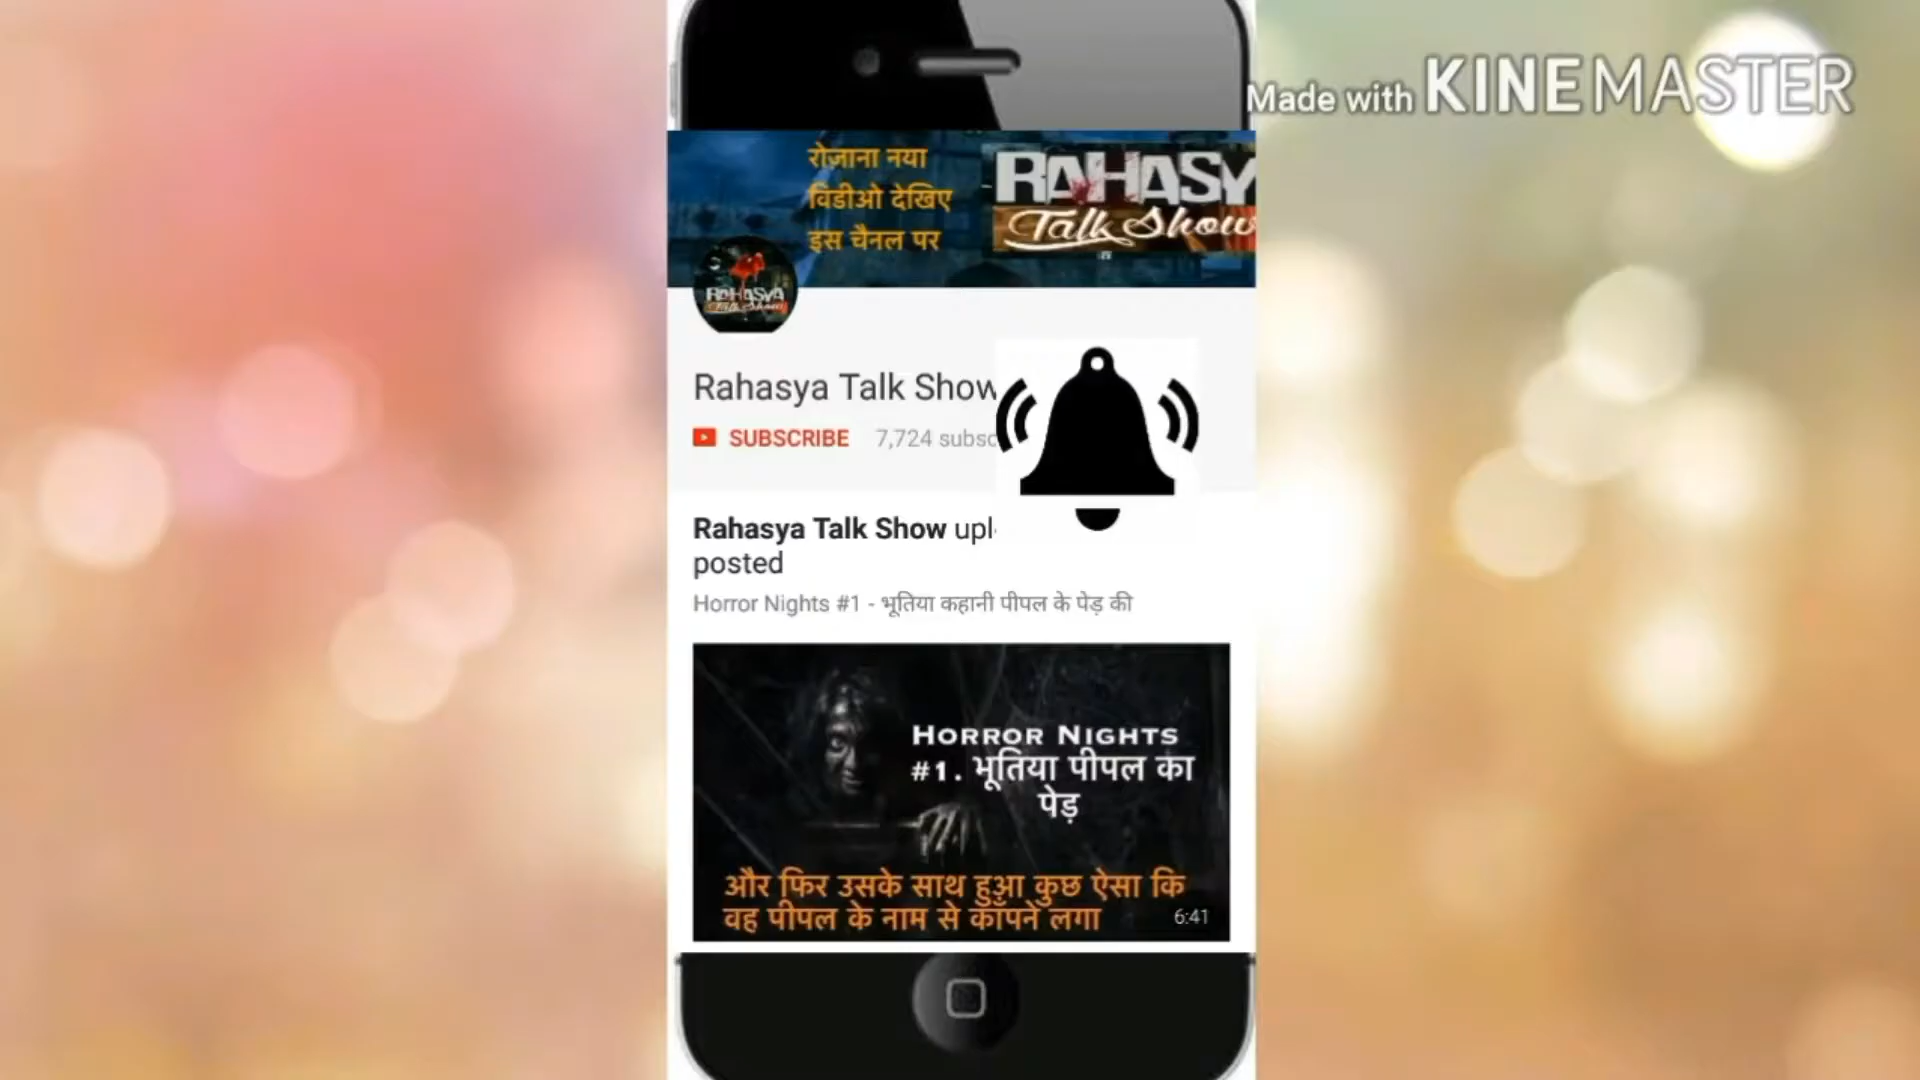 Made with KINEMASTER
रोजाना नया
विडीओ देखिए
इस चैनल पर
RAHASY
Talk Show
RAHASYA
Talk Show
Rahasya Talk Show
SUBSCRIBE 7,724 subsc
Rahasya Talk Show upl
posted
Horror Nights #1 - भूतिया कहानी पीपल के पेड़ की
HORROR NIGHTS
#1. भूतिया पीपल का
पेड़
और फिर उसके साथ हुआ कुछ ऐसा कि
वह पीपल के नाम से काँपने लगा
6:41